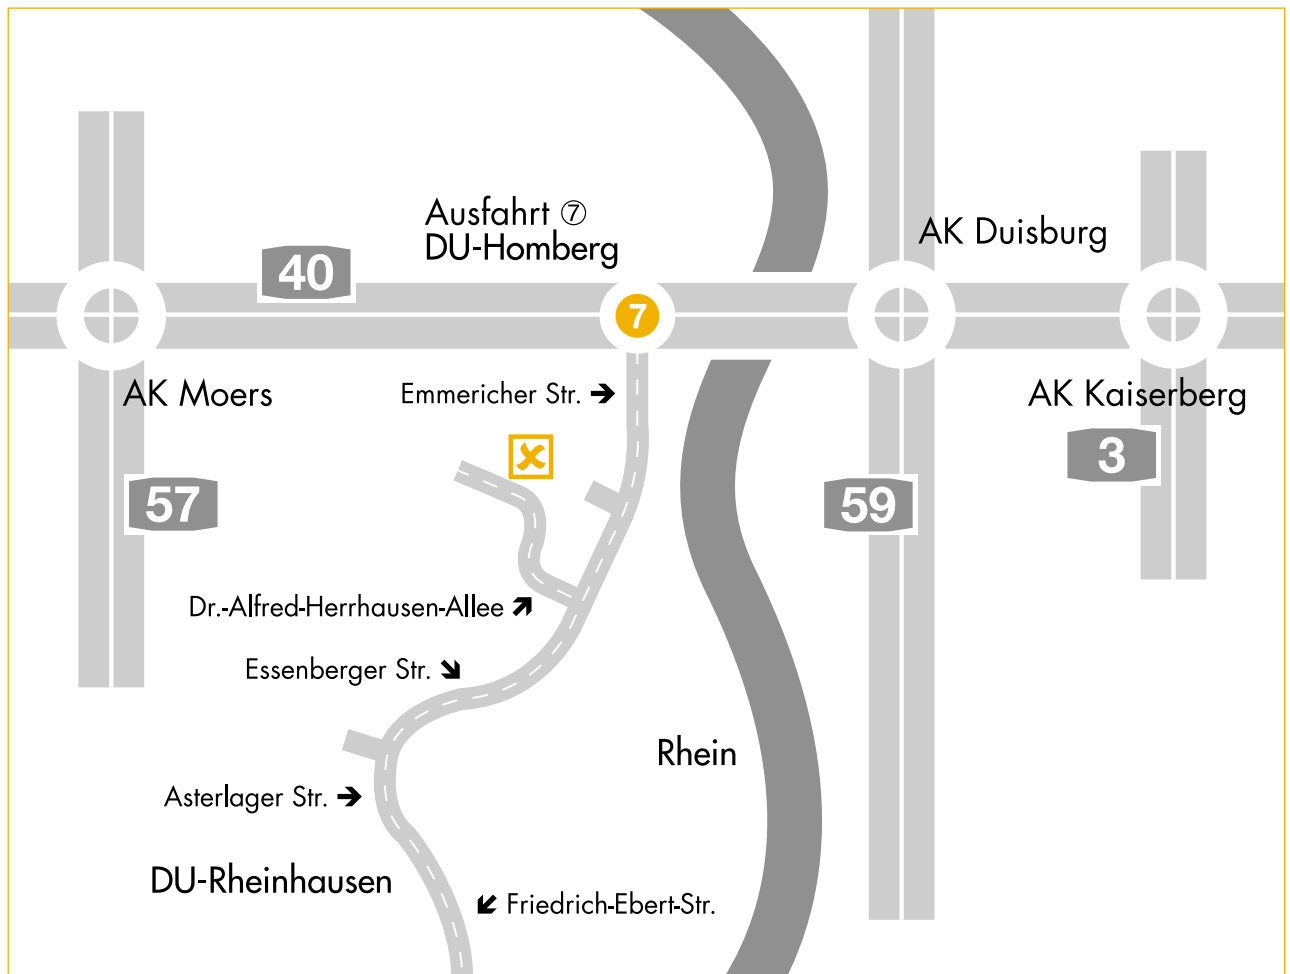 Ausfahrt ⑦
DU-Homberg
AK Duisburg
40
7
Emmericher Str. ➔
AK Moers
AK Kaiserberg
3
57
59
Dr.-Alfred-Herrhausen-Allee
Essenberger Str.
Rhein
Asterlager Str. ➔
DU-Rheinhausen
Friedrich-Ebert-Str.